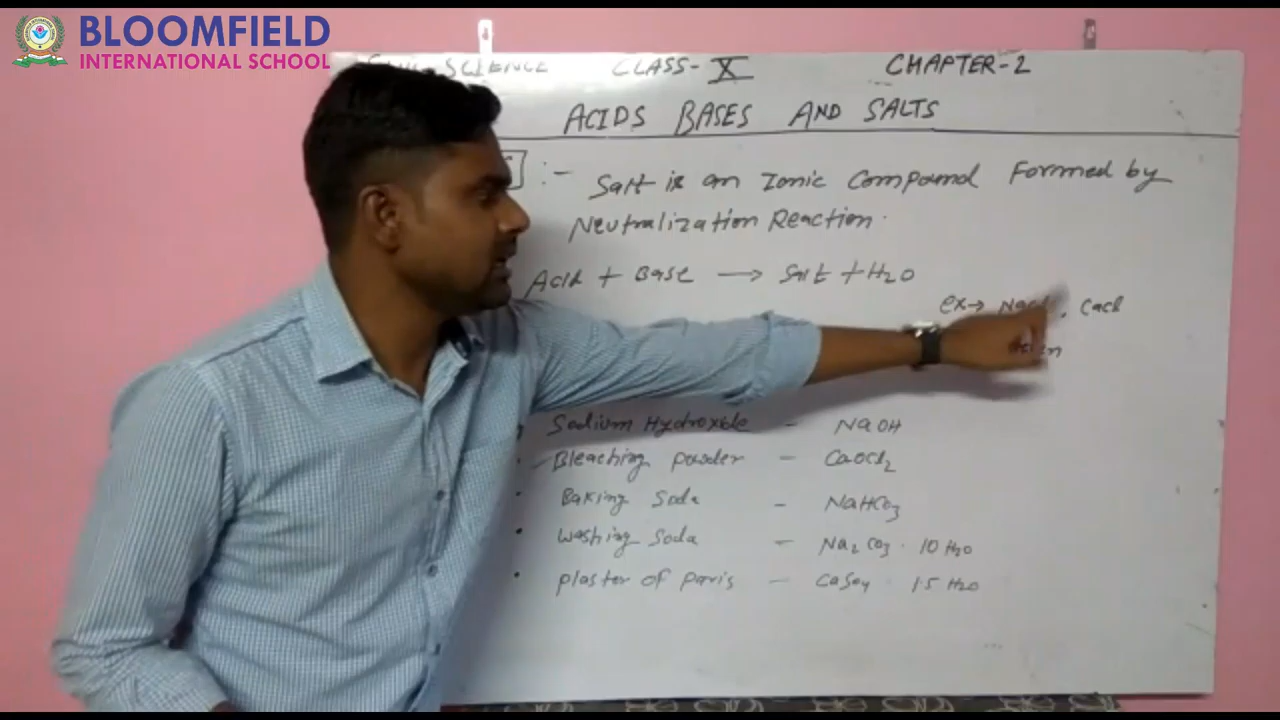 BLOOMFIELD
INTERNATIONAL SCHOOL
SCIENCE CLASS-X CHAPTER-2
ACIDS BASES AND SALTS
:- Salt is an Ionic Compound Formed by
Neutralization Reaction.
Acid + Base → Salt + H2O
ex→ , CaCl
Sodium Hydroxide - NaOH
Bleaching powder - CaOCl2
Baking Soda - NaHCO3
Washing Soda - Na2CO3 · 10 H2O
plaster of paris - CaSO4 · 1.5 H2O